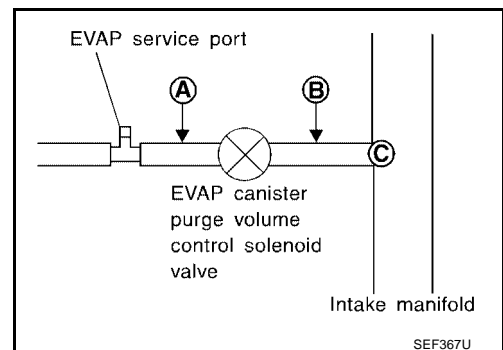 EVAP service port
A
B
C
EVAP canister
purge volume
control solenoid
valve
Intake manifold
SEF367U